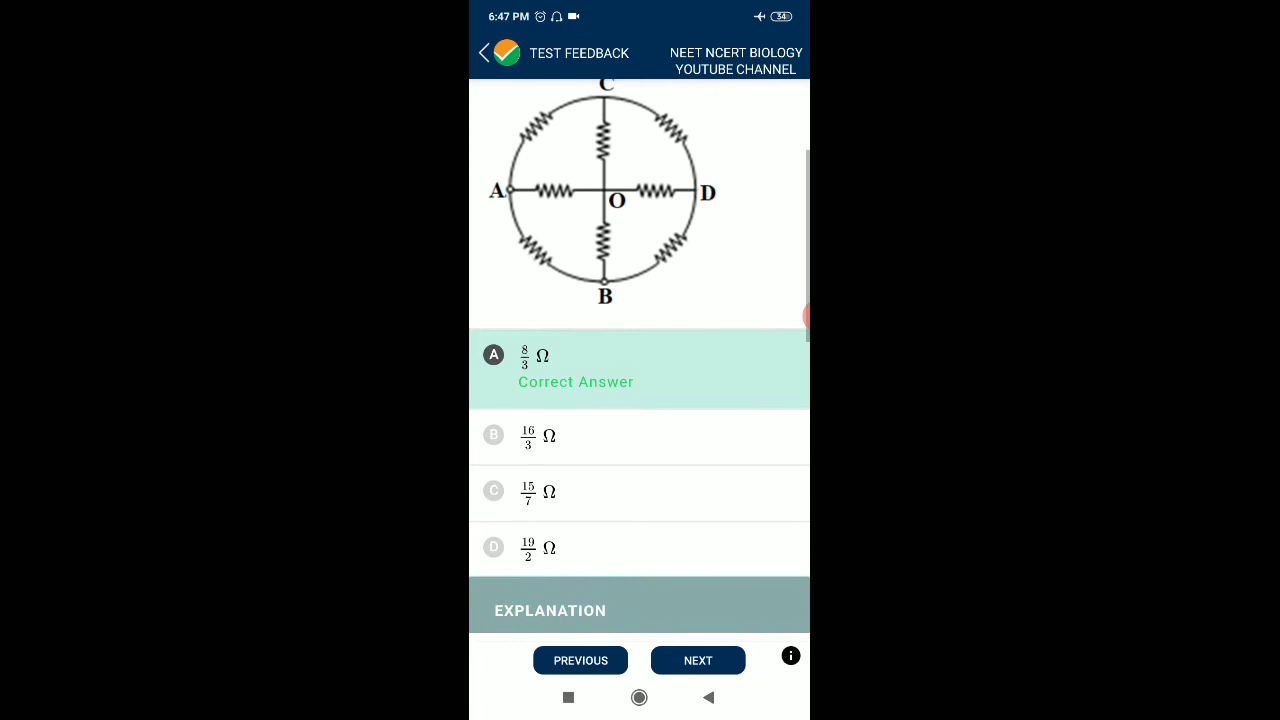 6:47 PM 34
TEST FEEDBACK
NEET NCERT BIOLOGY
YOUTUBE CHANNEL
C
A
O
D
B
A 8/3 Ω
Correct Answer
B 16/3 Ω
C 15/7 Ω
D 19/2 Ω
EXPLANATION
PREVIOUS NEXT i